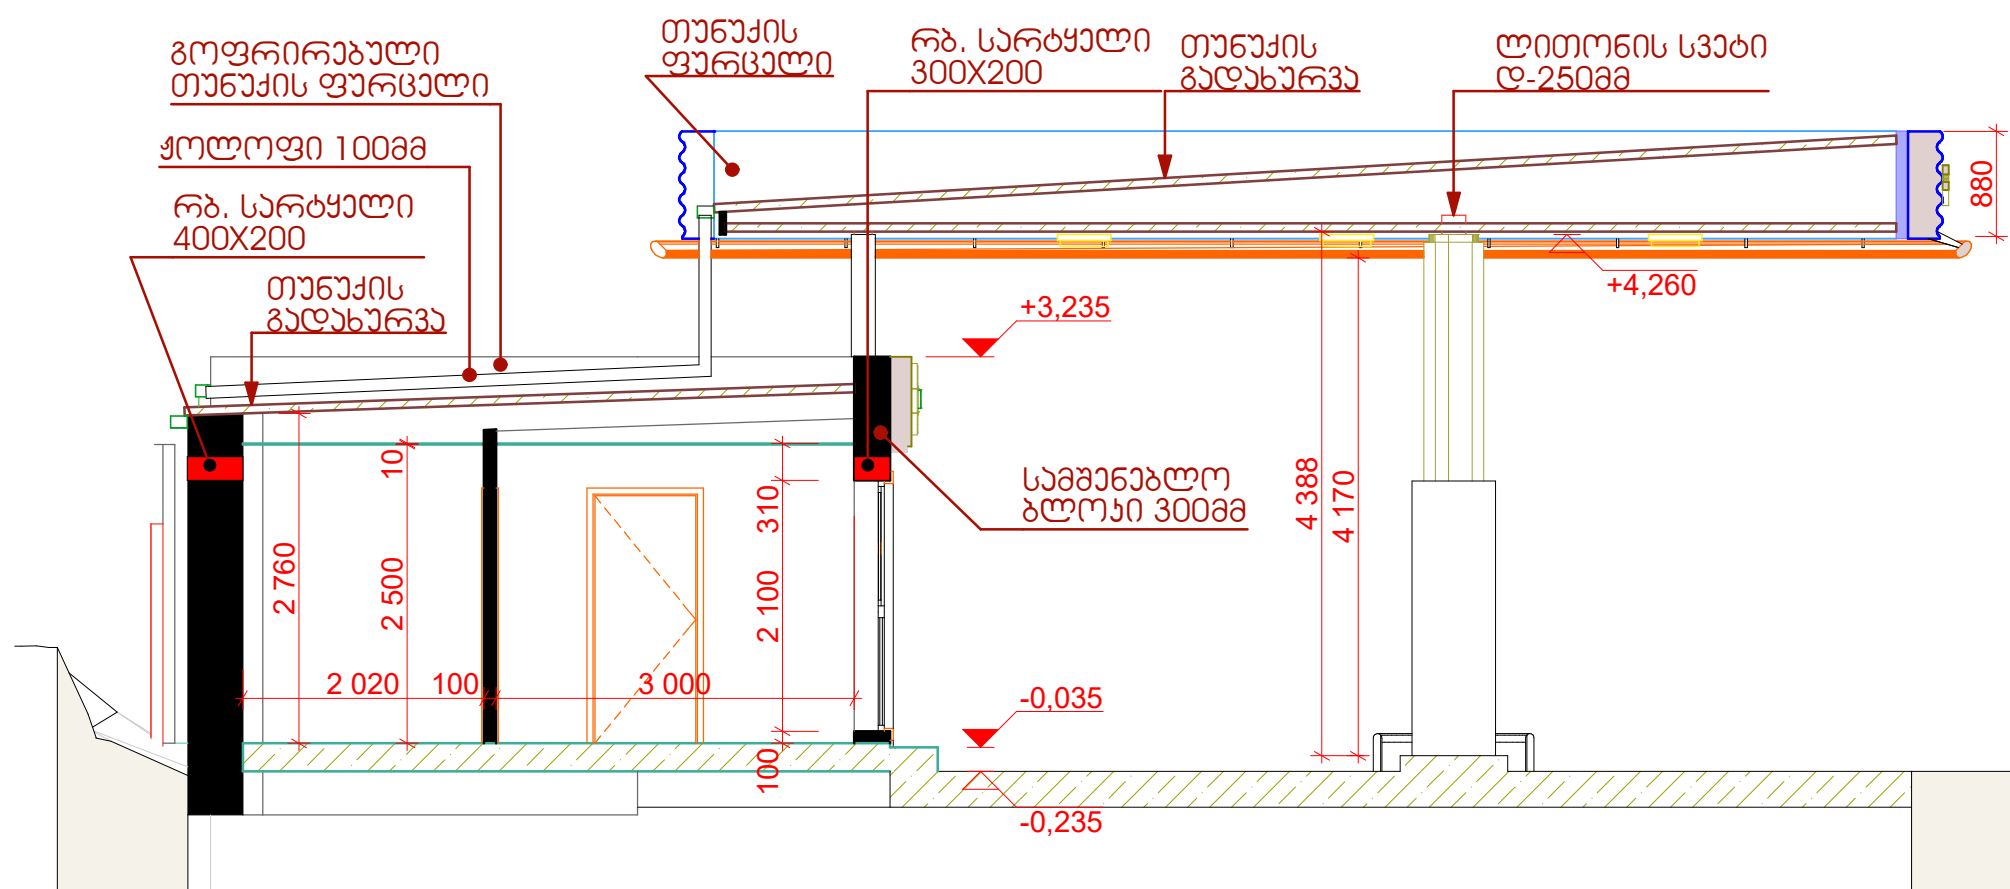 გოფრირებული
თუნუქის ფურცელი
თუნუქის
ფურცელი
რბ. სარტყელი
300X200
თუნუქის
გადახურვა
ლითონის სვეტი
დ-250მმ
ქოლოფი 100მმ
რბ. სარტყელი
400X200
თუნუქის
გადახურვა
880
+4,260
+3,235
სამშენებლო
ბლოკი 300მმ
10
310
2 760
2 500
2 100
4 388
4 170
2 020
100
3 000
-0,035
100
-0,235